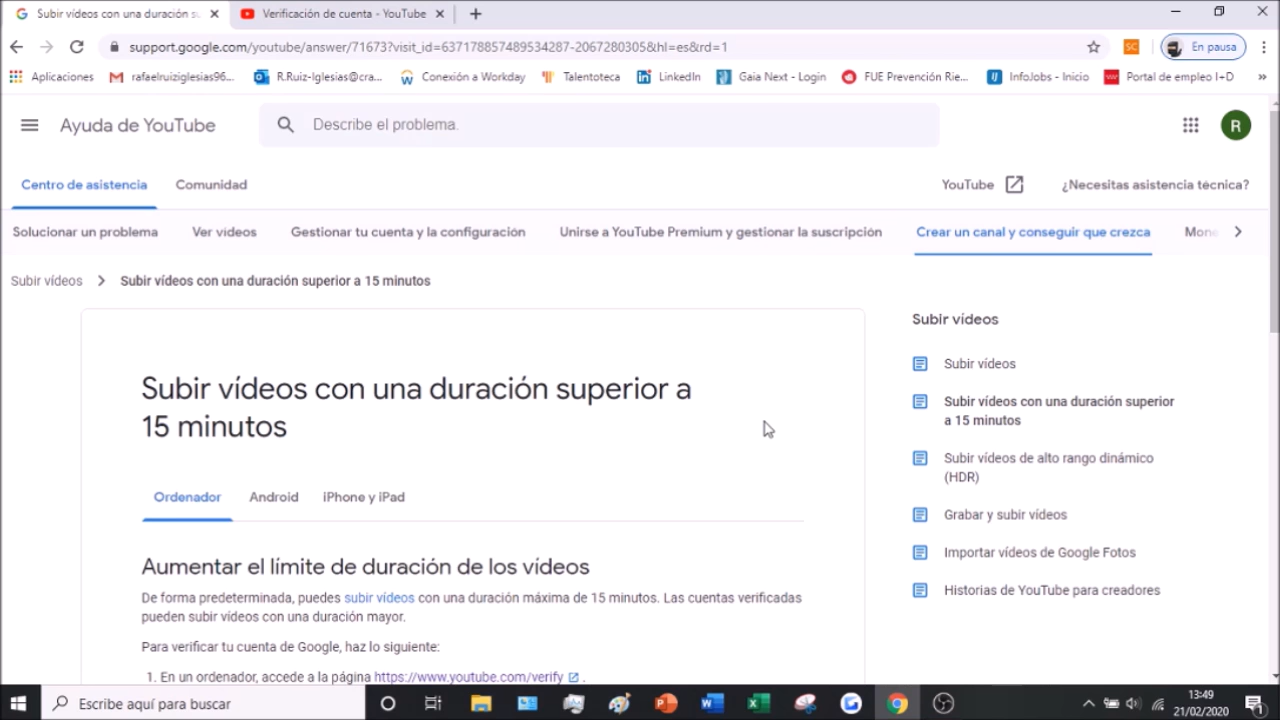 Subir vídeos con una duración su
Verificación de cuenta - YouTube
support.google.com/youtube/answer/71673?visit_id=637178857489534287-2067280305&hl=es&rd=1
SC
En pausa
Aplicaciones
rafaelruiziglesias96...
R.Ruiz-Iglesias@cra...
Conexión a Workday
Talentoteca
LinkedIn
Gaia Next - Login
FUE Prevención Rie...
InfoJobs - Inicio
Portal de empleo I+D
Ayuda de YouTube
Describe el problema.
R
Centro de asistencia
Comunidad
YouTube
¿Necesitas asistencia técnica?
Solucionar un problema
Ver vídeos
Gestionar tu cuenta y la configuración
Unirse a YouTube Premium y gestionar la suscripción
Crear un canal y conseguir que crezca
Mone
Subir vídeos
Subir vídeos con una duración superior a 15 minutos
Subir vídeos con una duración superior a
15 minutos
Ordenador
Android
iPhone y iPad
Aumentar el límite de duración de los vídeos
De forma predeterminada, puedes subir vídeos con una duración máxima de 15 minutos. Las cuentas verificadas
pueden subir vídeos con una duración mayor.
Para verificar tu cuenta de Google, haz lo siguiente:
1. En un ordenador, accede a la página https://www.youtube.com/verify .
Subir vídeos
Subir vídeos
Subir vídeos con una duración superior
a 15 minutos
Subir vídeos de alto rango dinámico
(HDR)
Grabar y subir vídeos
Importar vídeos de Google Fotos
Historias de YouTube para creadores
Escribe aquí para buscar
13:49
21/02/2020
1